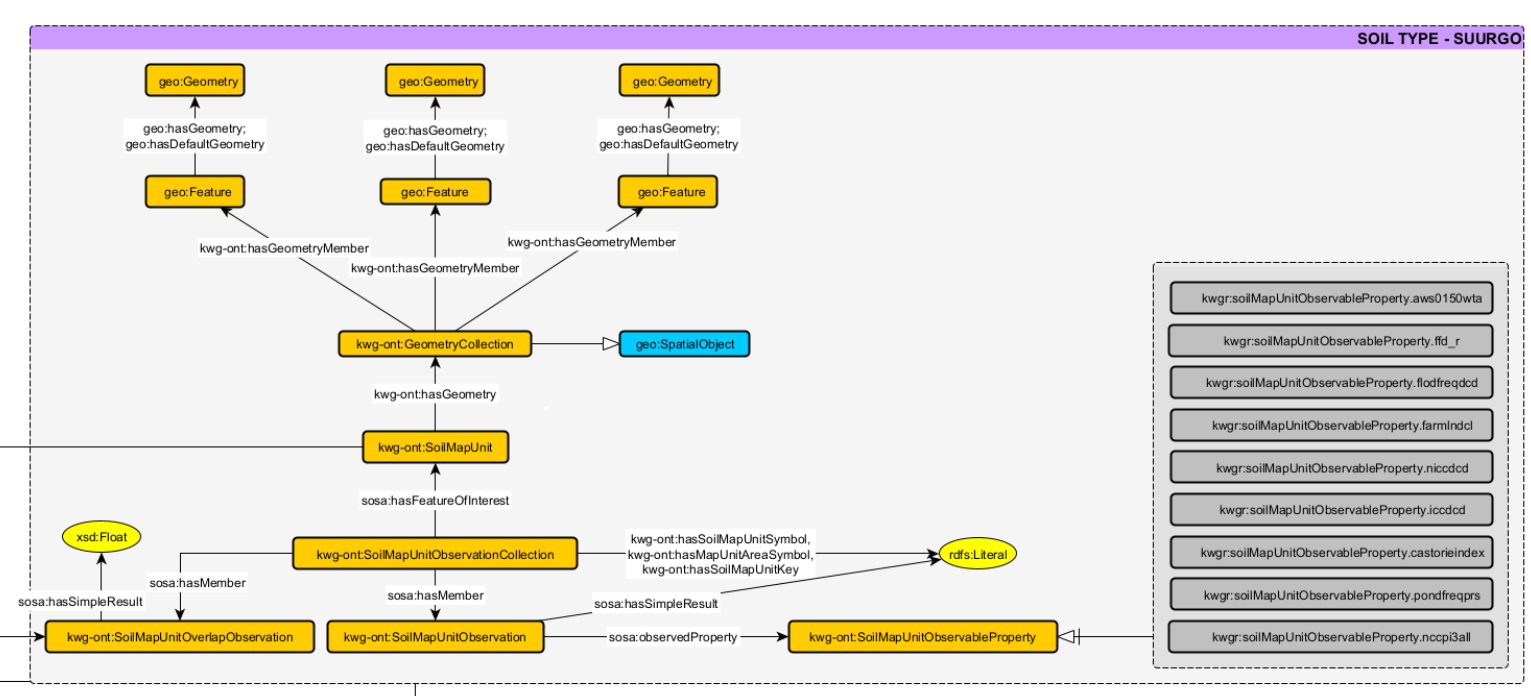 SOIL TYPE - SUURGO
geo:Geometry
geo:Geometry
geo:Geometry
geo:hasGeometry;
geo:hasDefaultGeometry
geo:hasGeometry;
geo:hasDefaultGeometry
geo:hasGeometry;
geo:hasDefaultGeometry
geo:Feature
geo:Feature
geo:Feature
kwg-ont:hasGeometryMember
kwg-ont:hasGeometryMember
kwg-ont:hasGeometryMember
kwg-ont:GeometryCollection
geo:SpatialObject
kwg-ont:hasGeometry
kwg-ont:SoilMapUnit
sosa:hasFeatureOfInterest
xsd:Float
kwg-ont:SoilMapUnitObservationCollection
kwg-ont:hasSoilMapUnitSymbol,
kwg-ont:hasMapUnitAreaSymbol,
kwg-ont:hasSoilMapUnitKey
rdfs:Literal
sosa:hasMember
sosa:hasMember
sosa:hasSimpleResult
sosa:hasSimpleResult
kwg-ont:SoilMapUnitOverlapObservation
kwg-ont:SoilMapUnitObservation
sosa:observedProperty
kwg-ont:SoilMapUnitObservableProperty
kwgr:soilMapUnitObservableProperty.aws0150wta
kwgr:soilMapUnitObservableProperty.ffd_r
kwgr:soilMapUnitObservableProperty.flodfreqdcd
kwgr:soilMapUnitObservableProperty.farmlndcl
kwgr:soilMapUnitObservableProperty.niccdcd
kwgr:soilMapUnitObservableProperty.iccdcd
kwgr:soilMapUnitObservableProperty.castorieindex
kwgr:soilMapUnitObservableProperty.pondfreqprs
kwgr:soilMapUnitObservableProperty.nccpi3all